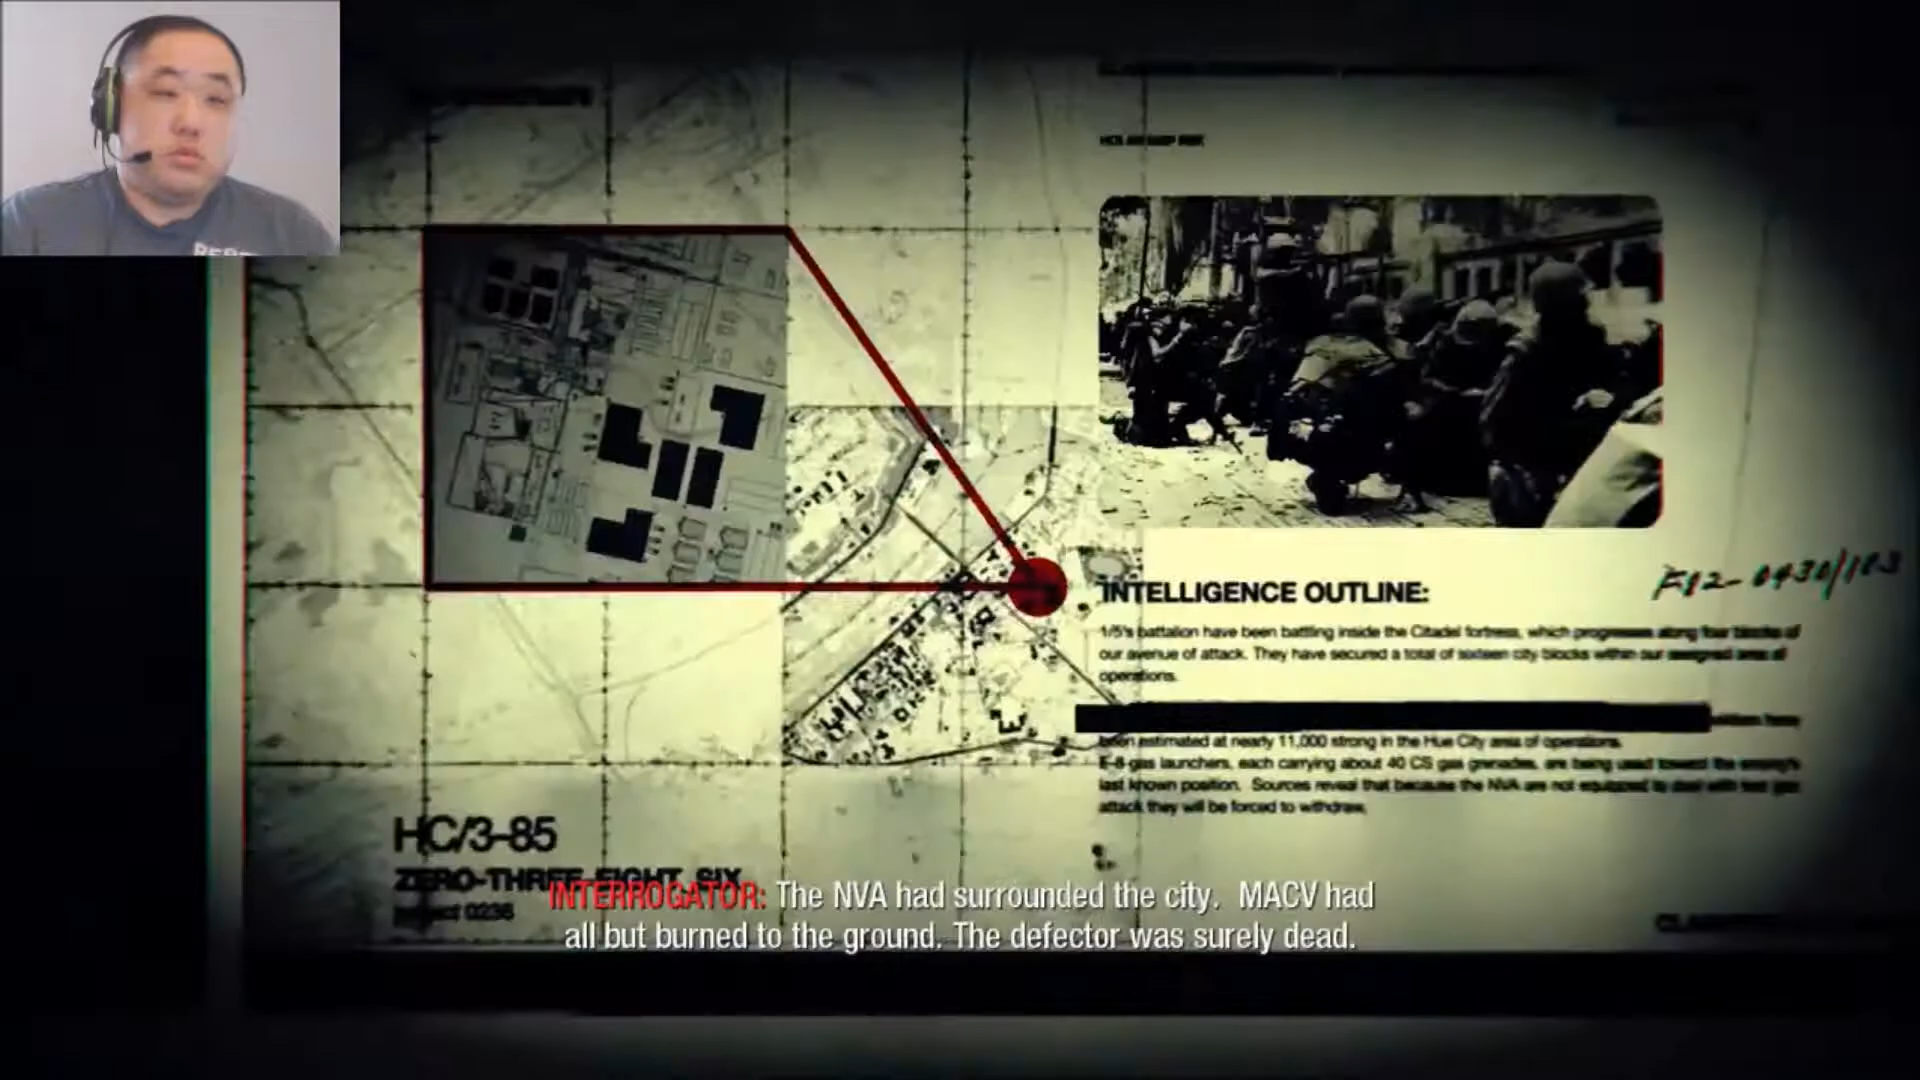 INTELLIGENCE OUTLINE:
1/5's battalion have been battling inside the Citadel fortress, which progresses along four blocks of
our avenue of attack. They have secured a total of sixteen city blocks within our assigned area of
operations.
been estimated at nearly 11,000 strong in the Hue City area of operations.
E-8 gas launchers, each carrying about 40 CS gas grenades, are being used toward the enemy's
last known position. Sources reveal that because the NVA are not equipped to deal with tear gas
attack they will be forced to withdraw.
HC/3-85
ZERO-THREE-EIGHT SIX
0236
INTERROGATOR: The NVA had surrounded the city. MACV had
all but burned to the ground. The defector was surely dead.